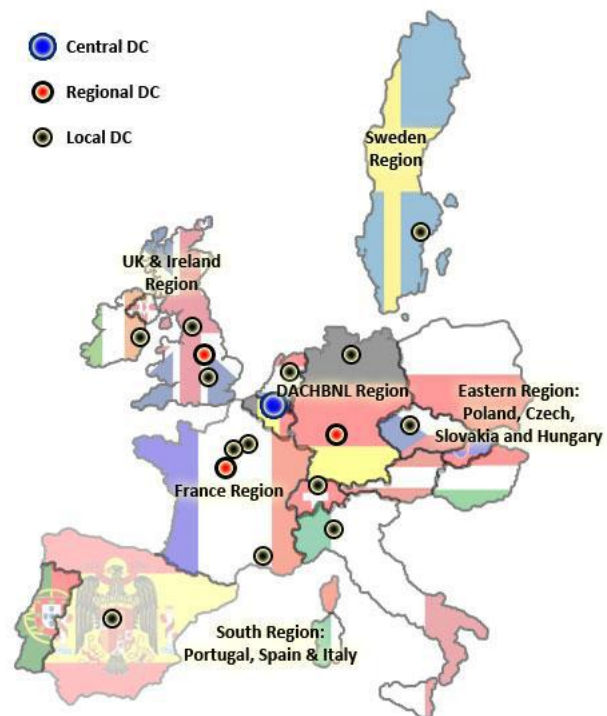 Central DC
Regional DC
Local DC
Sweden
Region
UK & Ireland
Region
DACHBNL Region
Eastern Region:
Poland, Czech,
Slovakia and Hungary
France Region
South Region:
Portugal, Spain & Italy